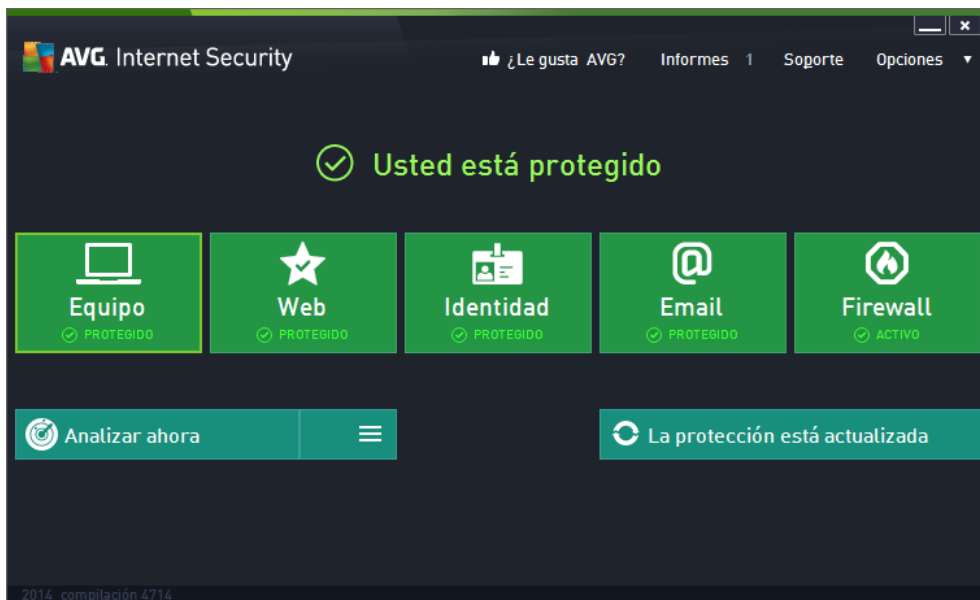 AVG. Internet Security
¿Le gusta AVG? Informes 1 Soporte Opciones
Usted está protegido
Equipo
PROTEGIDO
Web
PROTEGIDO
Identidad
PROTEGIDO
Email
PROTEGIDO
Firewall
ACTIVO
Analizar ahora
La protección está actualizada
2014 compilación 4714